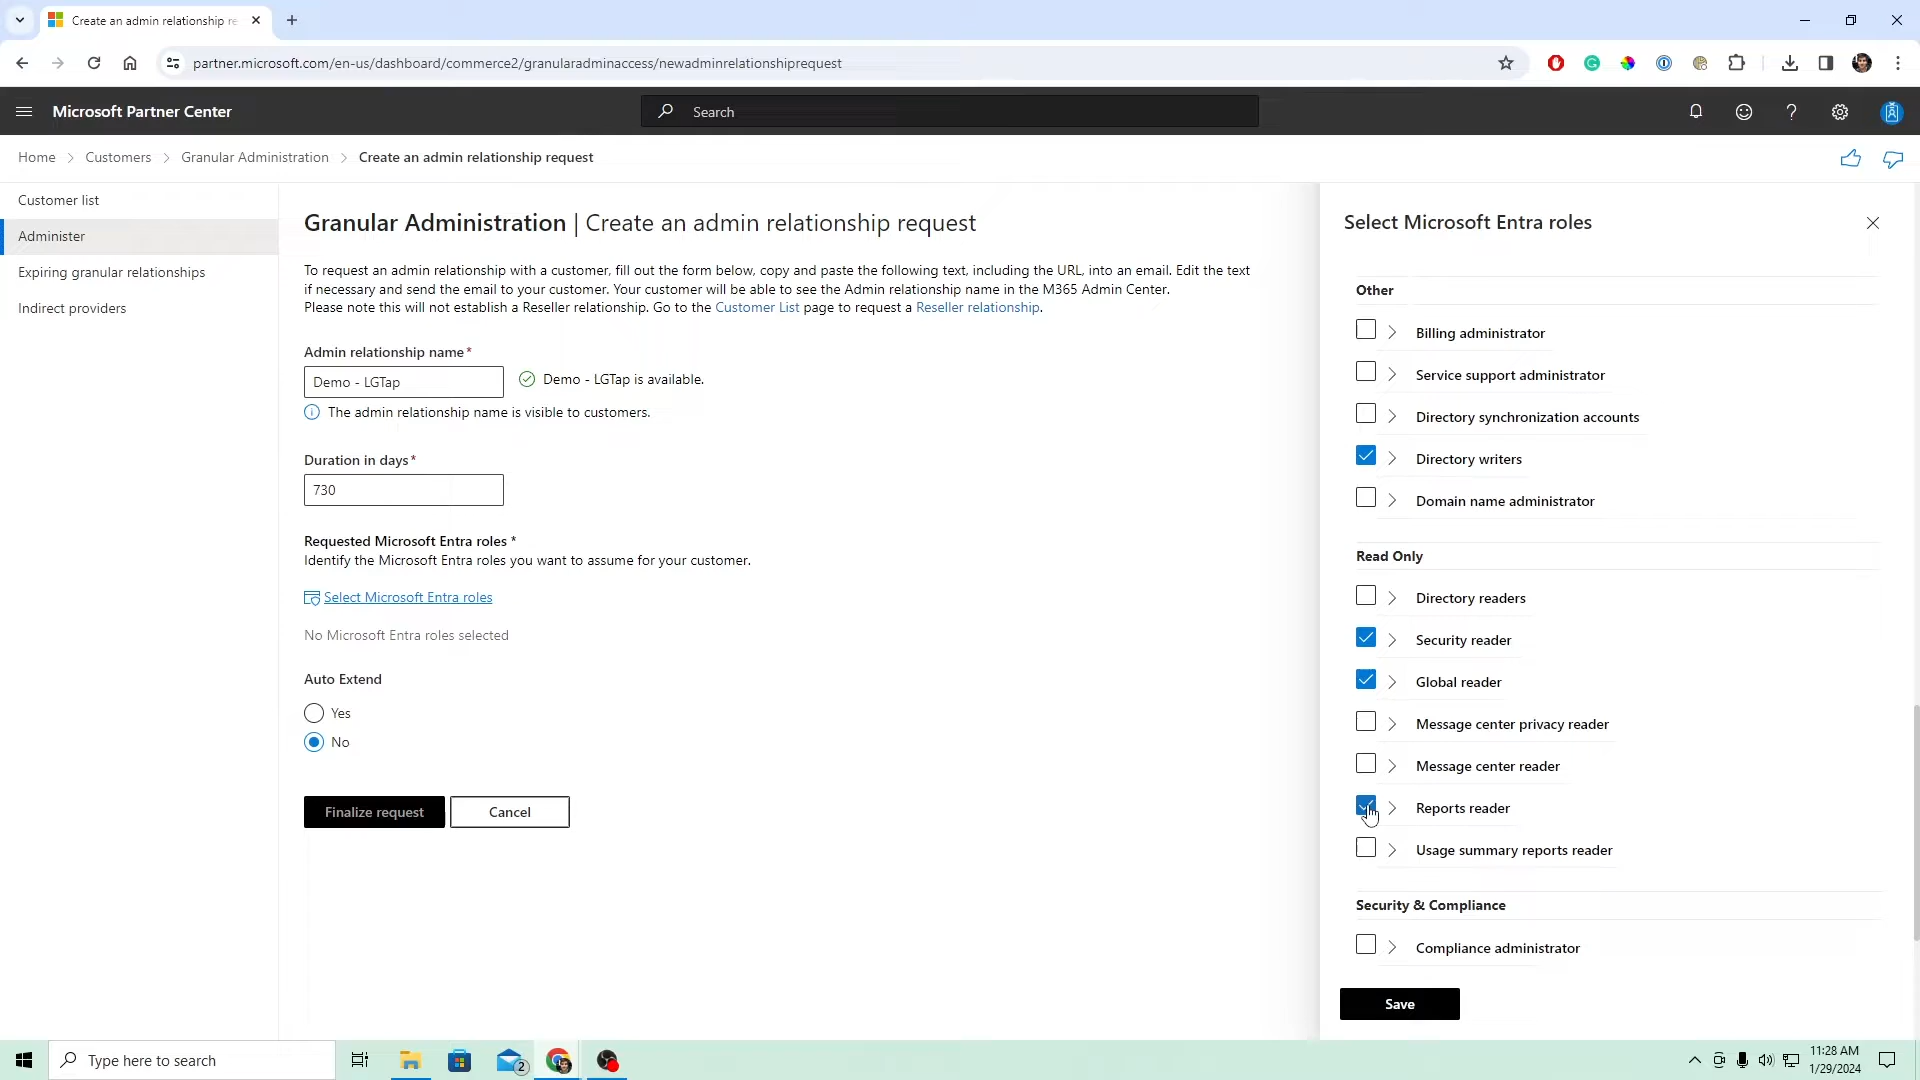 Create an admin relationship re
partner.microsoft.com/en-us/dashboard/commerce2/granularadminaccess/newadminrelationshiprequest
Microsoft Partner Center
Search
Home > Customers > Granular Administration > Create an admin relationship request
Customer list
Administer
Expiring granular relationships
Indirect providers
Granular Administration | Create an admin relationship request
To request an admin relationship with a customer, fill out the form below, copy and paste the following text, including the URL, into an email. Edit the text
if necessary and send the email to your customer. Your customer will be able to see the Admin relationship name in the M365 Admin Center.
Please note this will not establish a Reseller relationship. Go to the Customer List page to request a Reseller relationship.
Admin relationship name*
Demo - LGTap
Demo - LGTap is available.
The admin relationship name is visible to customers.
Duration in days*
730
Requested Microsoft Entra roles *
Identify the Microsoft Entra roles you want to assume for your customer.
Select Microsoft Entra roles
No Microsoft Entra roles selected
Auto Extend
Yes
No
Finalize request
Cancel
Select Microsoft Entra roles
Other
Billing administrator
Service support administrator
Directory synchronization accounts
Directory writers
Domain name administrator
Read Only
Directory readers
Security reader
Global reader
Message center privacy reader
Message center reader
Reports reader
Usage summary reports reader
Security & Compliance
Compliance administrator
Save
Type here to search
2
11:28 AM
1/29/2024